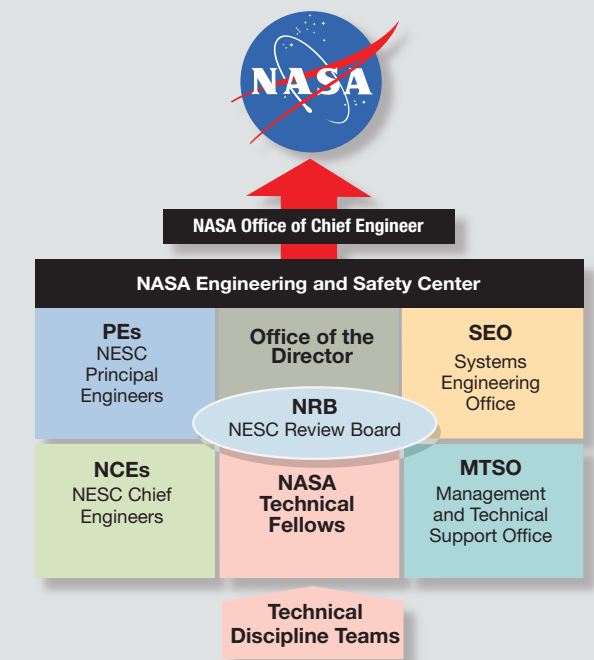 NASA
NASA Office of Chief Engineer
NASA Engineering and Safety Center
PEs
NESC
Principal
Engineers
Office of the
Director
SEO
Systems
Engineering
Office
NRB
NESC Review Board
NCEs
NESC Chief
Engineers
NASA
Technical
Fellows
MTSO
Management
and Technical
Support Office
Technical
Discipline Teams